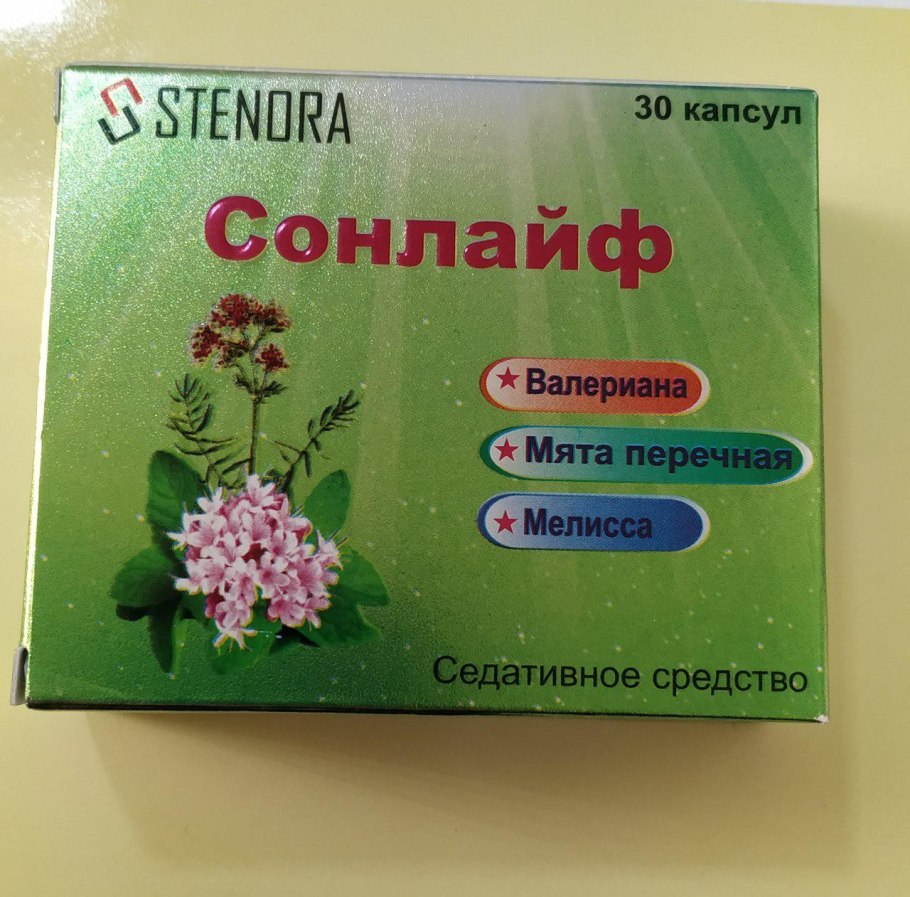 STENORA
30 капсул
Сонлайф
Валериана
Мята перечная
Мелисса
Седативное средство